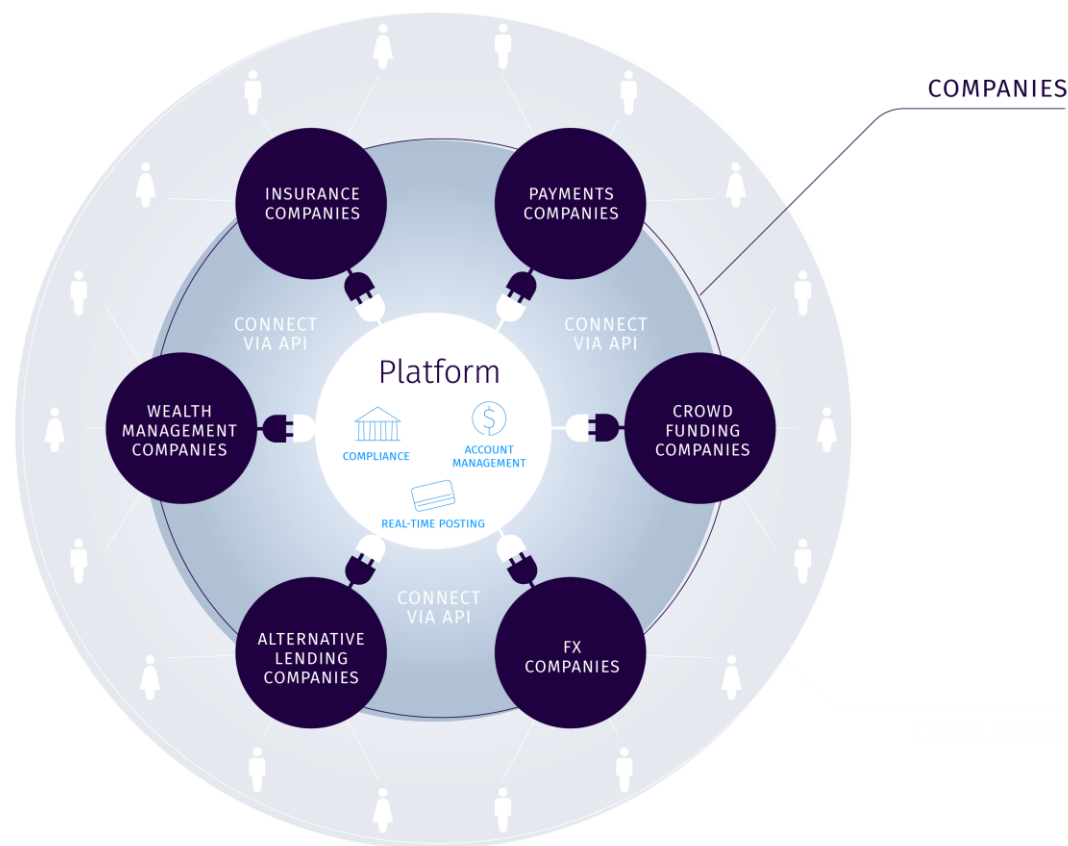 COMPANIES
INSURANCE
COMPANIES
PAYMENTS
COMPANIES
CONNECT
VIA API
CONNECT
VIA API
Platform
COMPLIANCE
ACCOUNT
MANAGEMENT
REAL-TIME POSTING
WEALTH
MANAGEMENT
COMPANIES
CROWD
FUNDING
COMPANIES
CONNECT
VIA API
ALTERNATIVE
LENDING
COMPANIES
FX
COMPANIES